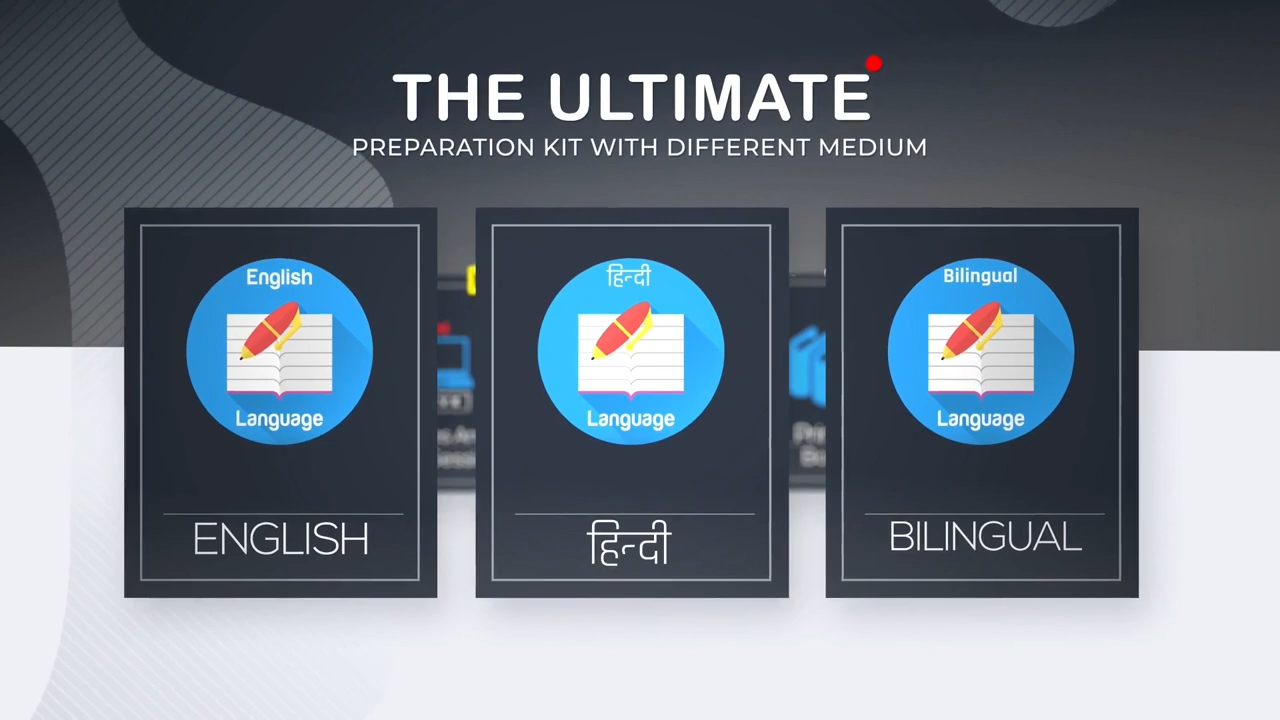 THE ULTIMATE
PREPARATION KIT WITH DIFFERENT MEDIUM
English
Language
ENGLISH
हिन्दी
Language
हिन्दी
Bilingual
Language
BILINGUAL